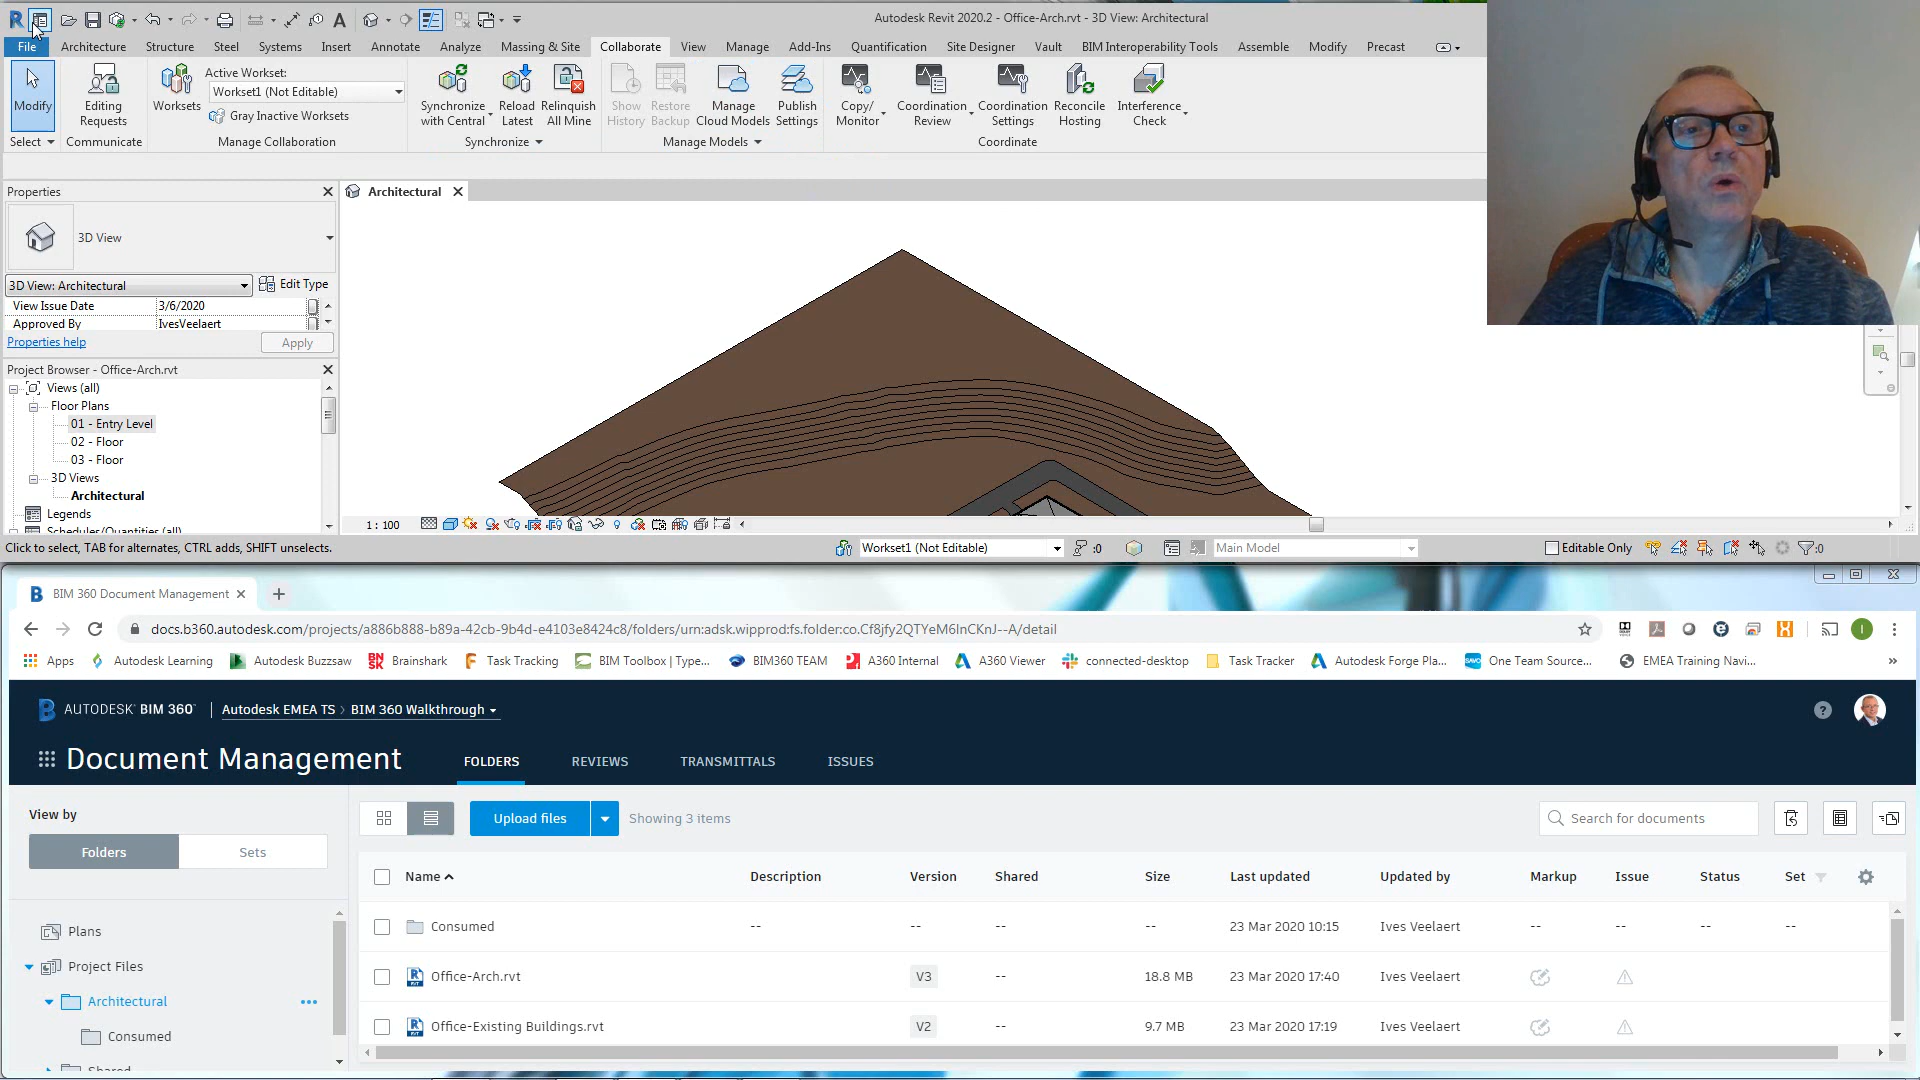 Autodesk Revit 2020.2 - Office-Arch.rvt - 3D View: Architectural
File Architecture Structure Steel Systems Insert Annotate Analyze Massing & Site Collaborate View Manage Add-Ins Quantification Site Designer Vault BIM Interoperability Tools Assemble Modify Precast
Modify
Editing Requests
Worksets
Active Workset:
Workset1 (Not Editable)
Gray Inactive Worksets
Synchronize with Central
Reload Latest
Relinquish All Mine
Show History
Restore Backup
Manage Cloud Models
Publish Settings
Copy/ Monitor
Coordination Review
Coordination Settings
Reconcile Hosting
Interference Check
Select Communicate Manage Collaboration Synchronize Manage Models Coordinate
Properties
Architectural
3D View
3D View: Architectural
Edit Type
View Issue Date 3/6/2020
Approved By IvesVeelaert
Properties help Apply
Project Browser - Office-Arch.rvt
Views (all)
Floor Plans
01 - Entry Level
02 - Floor
03 - Floor
3D Views
Architectural
Legends
Schedules/Quantities (all)
1 : 100
Click to select, TAB for alternates, CTRL adds, SHIFT unselects.
Workset1 (Not Editable) :0 Main Model Editable Only :0
BIM 360 Document Management
docs.b360.autodesk.com/projects/a886b888-b89a-42cb-9b4d-e4103e8424c8/folders/urn:adsk.wipprod:fs.folder:co.Cf8jfy2QTYeM6lnCKnJ--A/detail
Apps Autodesk Learning Autodesk Buzzsaw Brainshark Task Tracking BIM Toolbox | Type... BIM360 TEAM A360 Internal A360 Viewer connected-desktop Task Tracker Autodesk Forge Pla... One Team Source... EMEA Training Navi... »
AUTODESK BIM 360 Autodesk EMEA TS > BIM 360 Walkthrough
Document Management FOLDERS REVIEWS TRANSMITTALS ISSUES
View by
Folders Sets
Upload files Showing 3 items Search for documents
Name Description Version Shared Size Last updated Updated by Markup Issue Status Set
Consumed -- -- -- -- 23 Mar 2020 10:15 Ives Veelaert -- -- -- --
Office-Arch.rvt V3 -- 18.8 MB 23 Mar 2020 17:40 Ives Veelaert
Office-Existing Buildings.rvt V2 -- 9.7 MB 23 Mar 2020 17:19 Ives Veelaert
Plans
Project Files
Architectural
Consumed
Shared